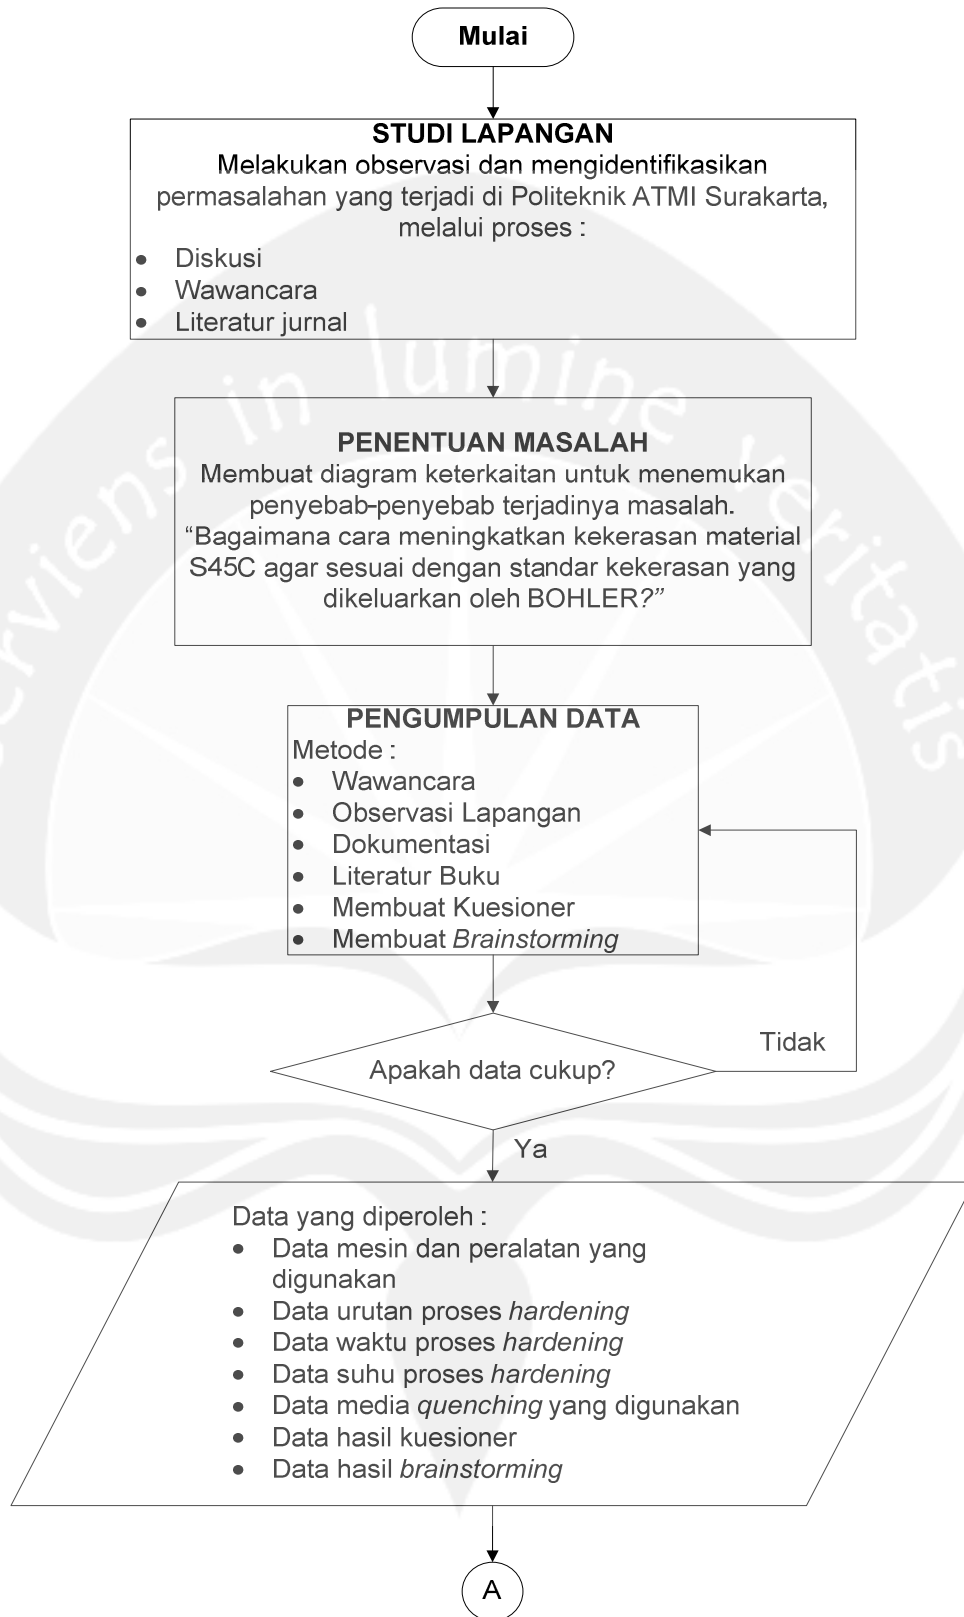 Mulai
STUDI LAPANGAN
Melakukan observasi dan mengidentifikasikan
permasalahan yang terjadi di Politeknik ATMI Surakarta,
melalui proses :
• Diskusi
• Wawancara
• Literatur jurnal
PENENTUAN MASALAH
Membuat diagram keterkaitan untuk menemukan
penyebab-penyebab terjadinya masalah.
“Bagaimana cara meningkatkan kekerasan material
S45C agar sesuai dengan standar kekerasan yang
dikeluarkan oleh BOHLER?”
PENGUMPULAN DATA
Metode :
• Wawancara
• Observasi Lapangan
• Dokumentasi
• Literatur Buku
• Membuat Kuesioner
• Membuat Brainstorming
Apakah data cukup?
Tidak
Ya
Data yang diperoleh :
• Data mesin dan peralatan yang
digunakan
• Data urutan proses hardening
• Data waktu proses hardening
• Data suhu proses hardening
• Data media quenching yang digunakan
• Data hasil kuesioner
• Data hasil brainstorming
A
serviens in lumine veritatis